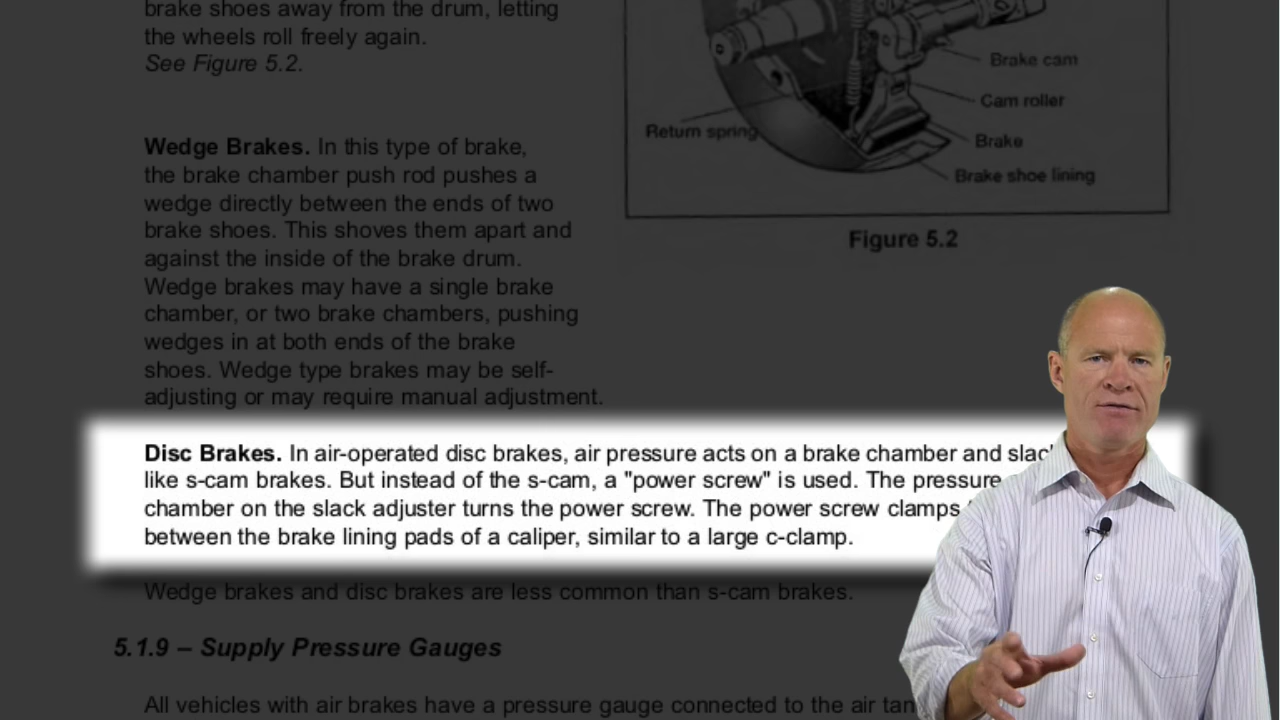 brake shoes away from the drum, letting
the wheels roll freely again.
See Figure 5.2.
Brake cam
Cam roller
Return spring
Brake
Brake shoe lining
Figure 5.2
Wedge Brakes. In this type of brake,
the brake chamber push rod pushes a
wedge directly between the ends of two
brake shoes. This shoves them apart and
against the inside of the brake drum.
Wedge brakes may have a single brake
chamber, or two brake chambers, pushing
wedges in at both ends of the brake
shoes. Wedge type brakes may be self-
adjusting or may require manual adjustment.
Disc Brakes. In air-operated disc brakes, air pressure acts on a brake chamber and
like s-cam brakes. But instead of the s-cam, a "power screw" is used. The pressure
chamber on the slack adjuster turns the power screw. The power screw clamps
between the brake lining pads of a caliper, similar to a large c-clamp.
Wedge brakes and disc brakes are less common than s-cam brakes.
5.1.9 – Supply Pressure Gauges
All vehicles with air brakes have a pressure gauge connected to the air